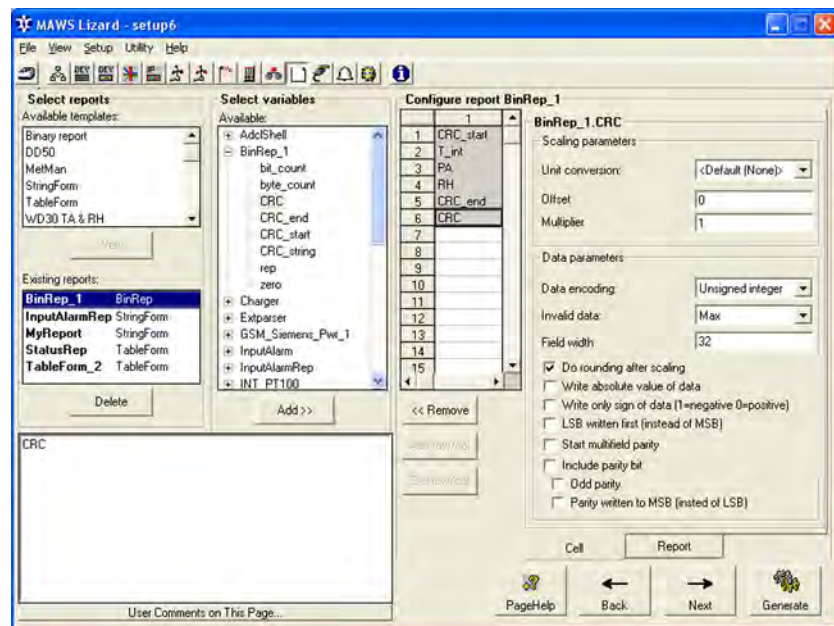 MAWS Lizard - setup6
File View Setup Utility Help
Select reports
Available templates:
Binary report
DD50
MetMan
StringForm
TableForm
WD30 TA & RH
Existing reports:
BinRep_1 BinRep
InputAlarmRep StringForm
MyReport StringForm
StatusRep TableForm
TableForm_2 TableForm
Delete
Select variables
Available:
AdclShell
BinRep_1
bit_count
byte_count
CRC
CRC_end
CRC_start
CRC_string
rep
zero
Charger
Extparser
GSM_Siemens_Pwr_1
InputAlarm
InputAlarmRep
INT_PT100
Add >>
Configure report BinRep_1
1
1 CRC_start
2 T_int
3 PA
4 RH
5 CRC_end
6 CRC
7
8
9
10
11
12
13
14
15
<< Remove
BinRep_1.CRC
Scaling parameters
Unit conversion: <Default (None)>
Offset 0
Multiplier 1
Data parameters
Data encoding: Unsigned integer
Invalid data: Max
Field width 32
Do rounding after scaling
Write absolute value of data
Write only sign of data (1=negative 0=positive)
LSB written first (instead of MSB)
Start multifield parity
Include parity bit
Odd parity
Parity written to MSB (insted of LSB)
Cell Report
CRC
User Comments on This Page...
PageHelp Back Next Generate